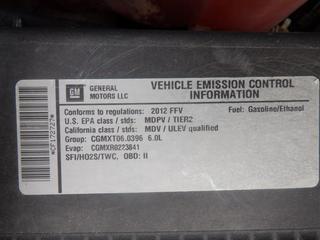 GM
GENERAL MOTORS LLC
VEHICLE EMISSION CONTROL INFORMATION
Conforms to regulations: 2012 FFV Fuel: Gasoline/Ethanol
U.S. EPA class / stds: MDPV / TIER2
California class / stds: MDV / ULEV qualified
Group: CGMXT06.0396 6.0L
Evap: CGMXR0223841
SFI/HO2S/TWC, OBD: II